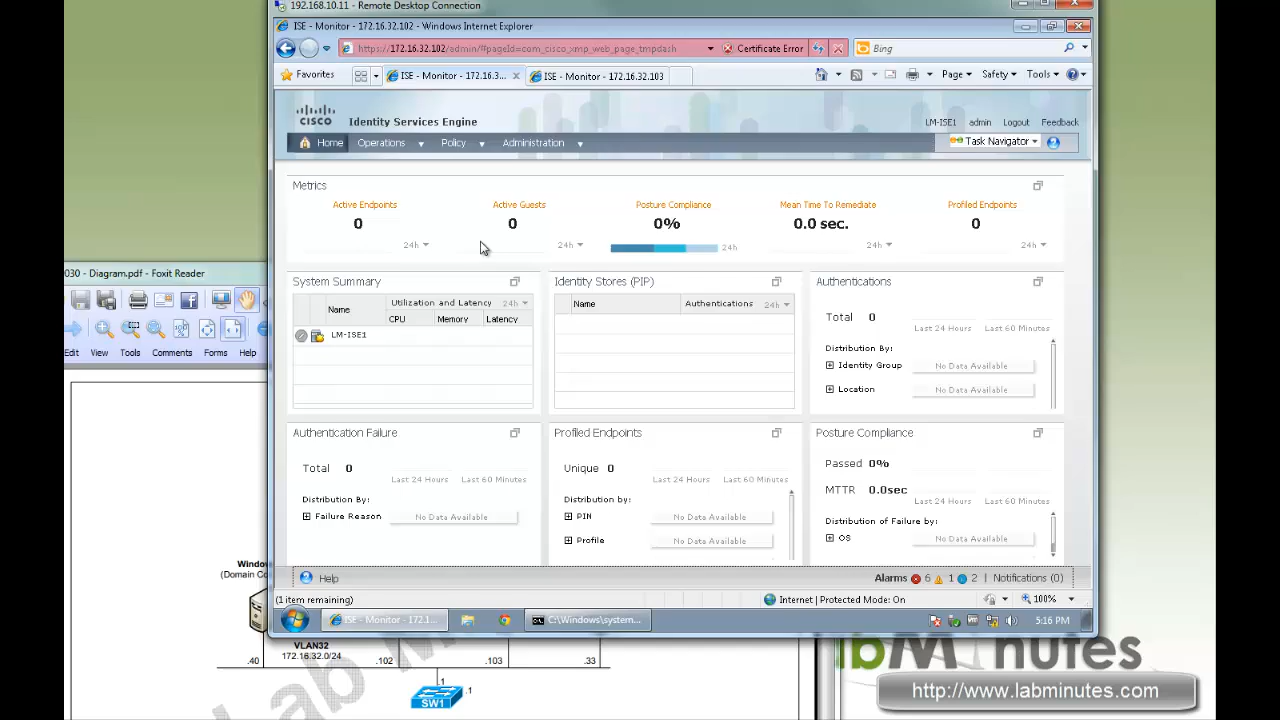 192.168.10.11 - Remote Desktop Connection
ISE - Monitor - 172.16.32.102 - Windows Internet Explorer
https://172.16.32.102/admin/#pageId=com_cisco_xmp_web_page_tmpdash
Certificate Error
Bing
Favorites
ISE - Monitor - 172.16.3...
ISE - Monitor - 172.16.32.103
Page
Safety
Tools
CISCO
Identity Services Engine
LM-ISE1 admin Logout Feedback
Home Operations Policy Administration
Task Navigator
Metrics
Active Endpoints Active Guests Posture Compliance Mean Time To Remediate Profiled Endpoints
0 0 0% 0.0 sec. 0
24h 24h 24h 24h 24h
System Summary Identity Stores (PIP) Authentications
Name Utilization and Latency 24h
CPU Memory Latency
LM-ISE1
Name Authentications 24h
Total 0
Last 24 Hours Last 60 Minutes
Distribution By:
Identity Group No Data Available
Location No Data Available
Authentication Failure Profiled Endpoints Posture Compliance
Total 0
Last 24 Hours Last 60 Minutes
Distribution By:
Failure Reason No Data Available
Unique 0
Last 24 Hours Last 60 Minutes
Distribution by:
PIN No Data Available
Profile No Data Available
Passed 0%
MTTR 0.0sec
Last 24 Hours Last 60 Minutes
Distribution of Failure by:
OS No Data Available
Help
Alarms 6 1 2 Notifications (0)
(1 item remaining)
Internet | Protected Mode: On
100%
ISE - Monitor - 172.1...
C:\Windows\system...
5:16 PM
030 - Diagram.pdf - Foxit Reader
Edit View Tools Comments Forms Help
Window
(Domain Co
VLAN32
172.16.32.0/24
.40 .102 .103 .33
.1
SW1
Lab M
bMinutes
http://www.labminutes.com